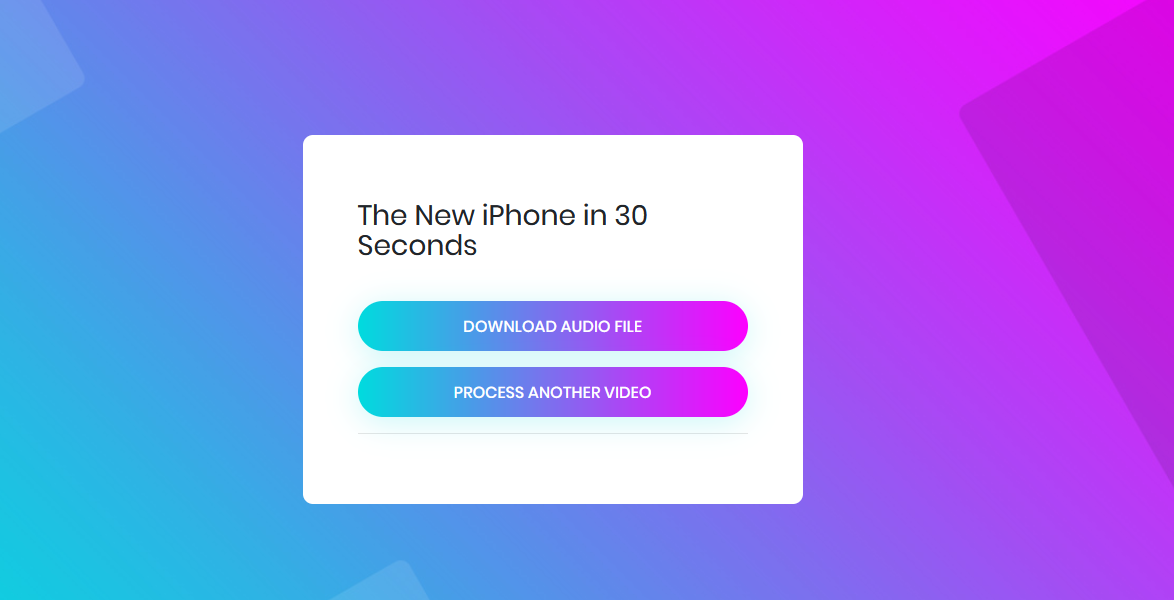 The New iPhone in 30
Seconds
DOWNLOAD AUDIO FILE
PROCESS ANOTHER VIDEO